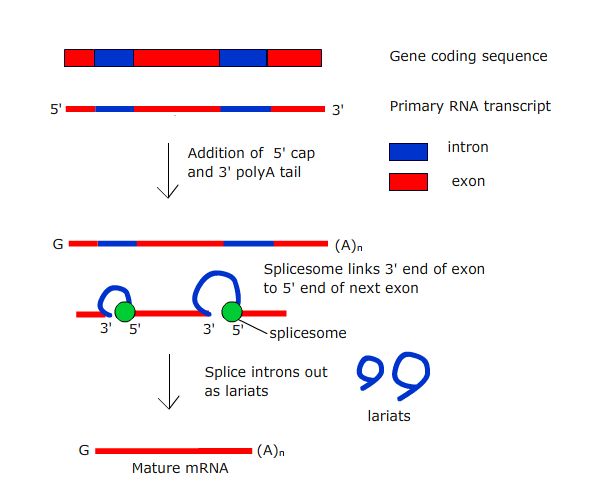 Gene coding sequence
5' 3' Primary RNA transcript
Addition of 5' cap
and 3' polyA tail
intron
exon
G (A)ₙ
Splicesome links 3' end of exon
to 5' end of next exon
3' 5' 3' 5'
splicesome
Splice introns out
as lariats
lariats
G (A)ₙ
Mature mRNA